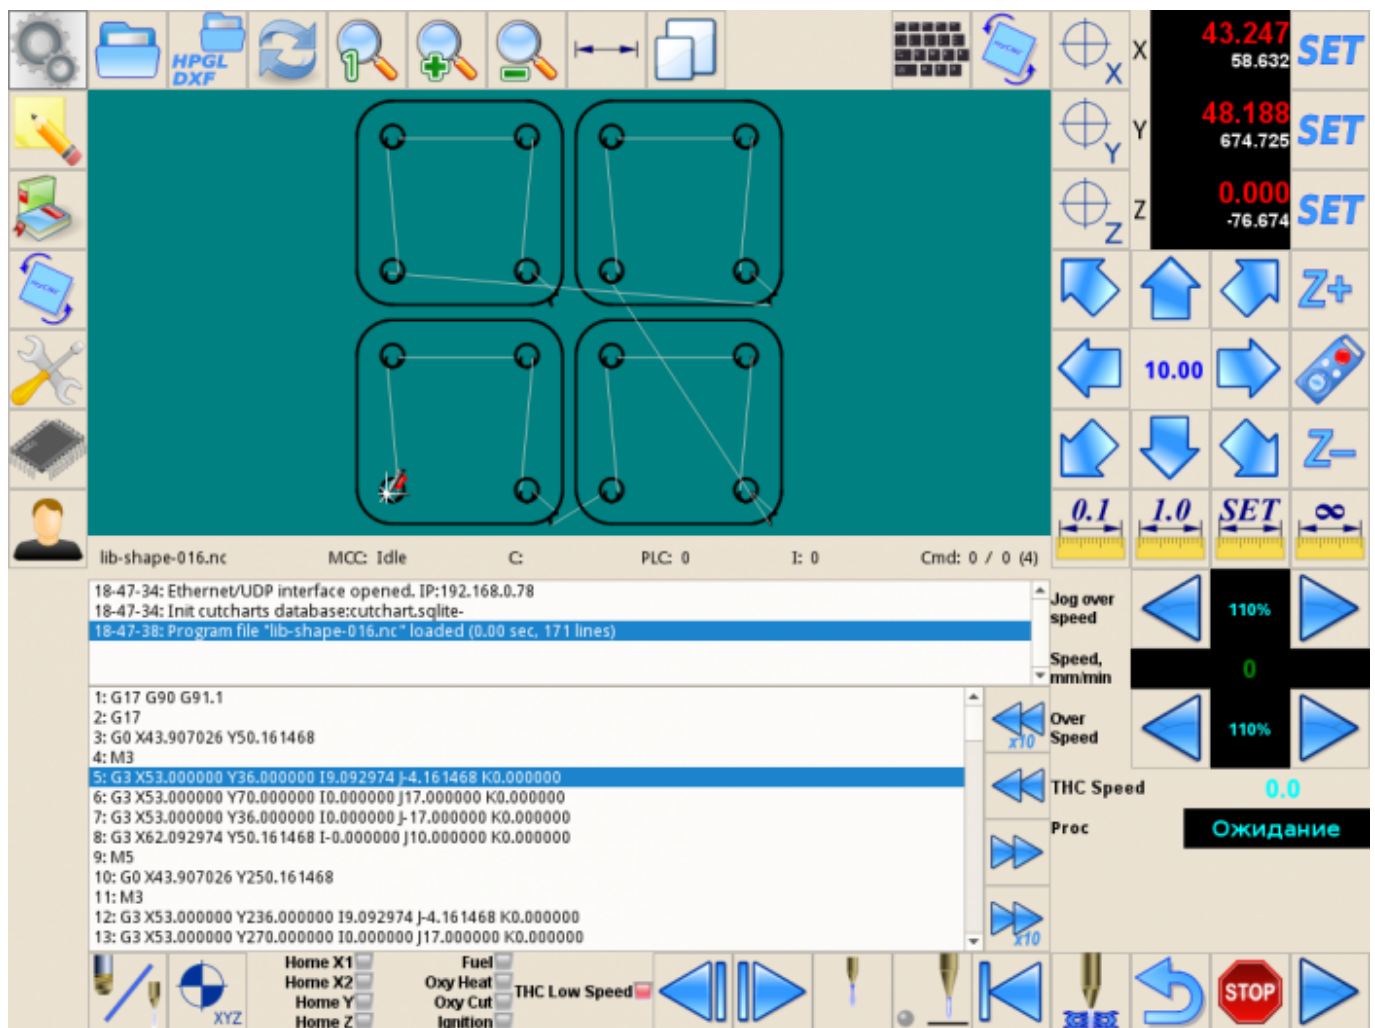 HPGL
DXF
1
X
X
43.247
58.632
SET
Y
Y
48.188
674.725
SET
Z
Z
0.000
-76.674
SET
Z+
10.00
Z-
0.1
1.0
SET
∞
lib-shape-016.nc MCC: Idle C: PLC: 0 I: 0 Cmd: 0 / 0 (4)
18-47-34: Ethernet/UDP interface opened. IP:192.168.0.78
18-47-34: Init cutcharts database:cutchart.sqlite-
18-47-38: Program file "lib-shape-016.nc" loaded (0.00 sec, 171 lines)
Jog over
speed
110%
Speed,
mm/min
0
Over
Speed
110%
THC Speed 0.0
Proc Ожидание
1: G17 G90 G91.1
2: G17
3: G0 X43.907026 Y50.161468
4: M3
5: G3 X53.000000 Y36.000000 I9.092974 J-4.161468 K0.000000
6: G3 X53.000000 Y70.000000 I0.000000 J17.000000 K0.000000
7: G3 X53.000000 Y36.000000 I0.000000 J-17.000000 K0.000000
8: G3 X62.092974 Y50.161468 I-0.000000 J10.000000 K0.000000
9: M5
10: G0 X43.907026 Y250.161468
11: M3
12: G3 X53.000000 Y236.000000 I9.092974 J-4.161468 K0.000000
13: G3 X53.000000 Y270.000000 I0.000000 J17.000000 K0.000000
x10
x10
XYZ
Home X1
Home X2
Home Y
Home Z
Fuel
Oxy Heat
Oxy Cut
Ignition
THC Low Speed
STOP